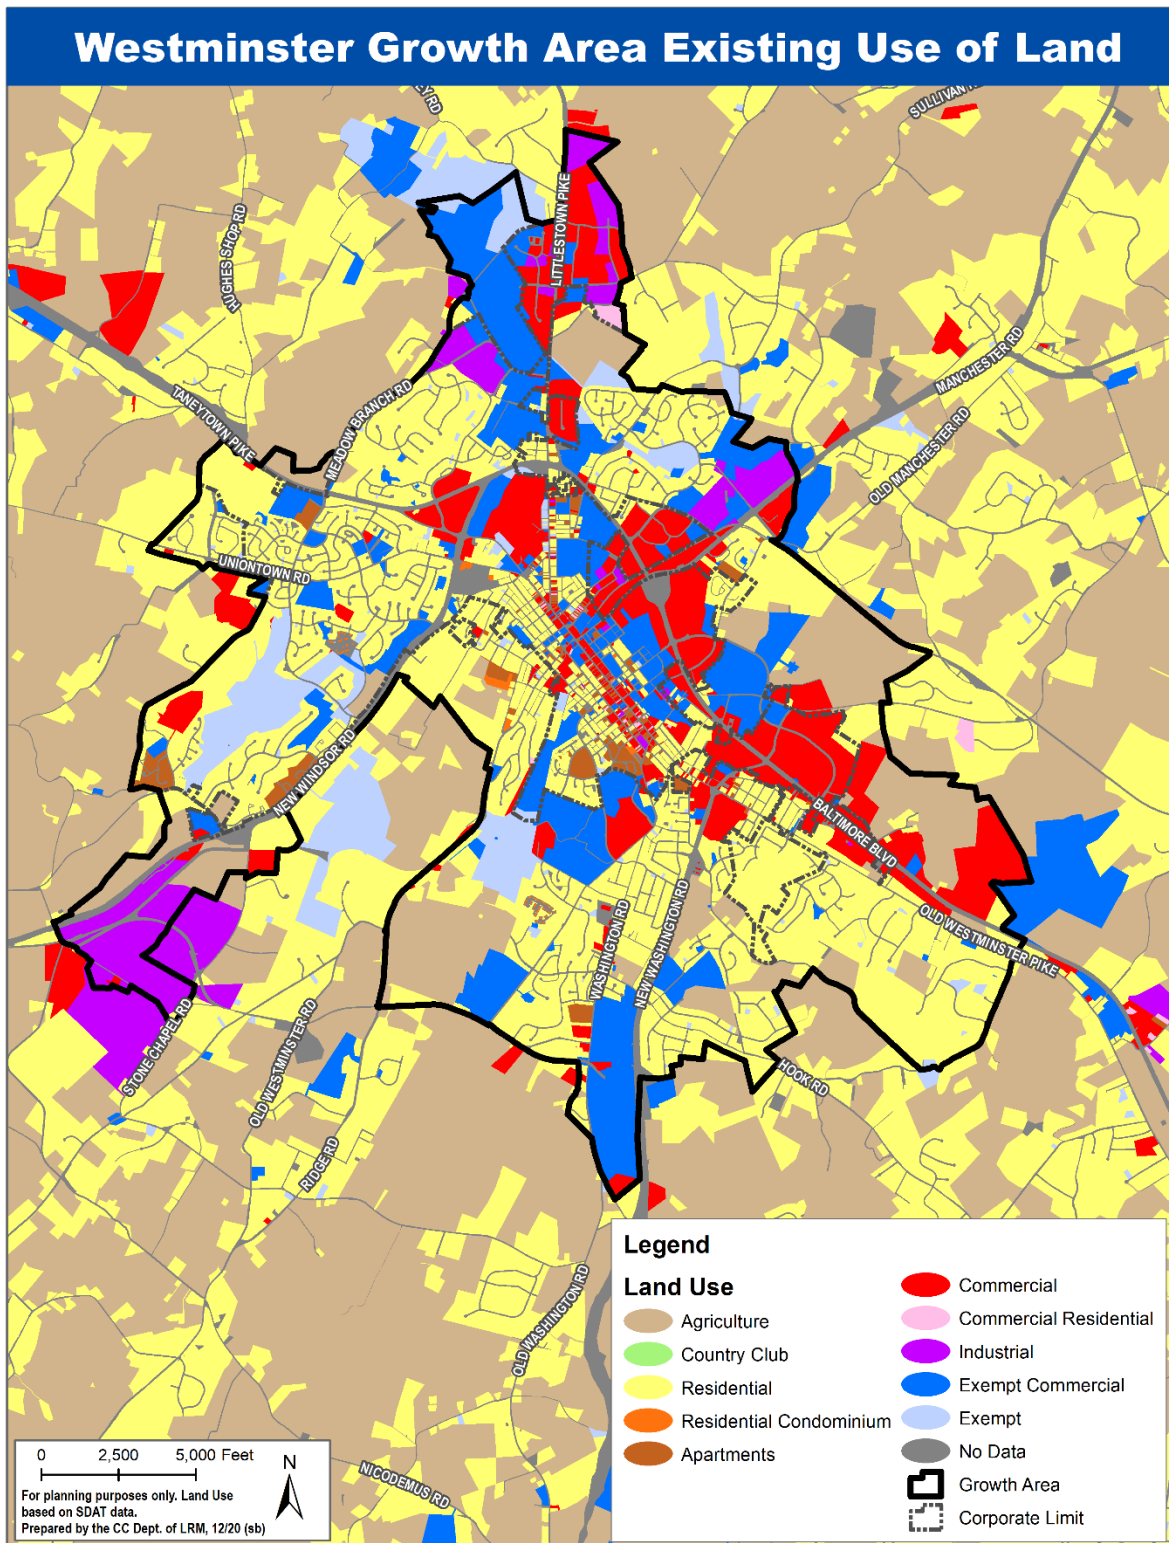 Westminster Growth Area Existing Use of Land
EY RD
LITTLESTOWN PIKE
HUGHES SHOP RD
MANCHESTER RD
TANEYTOWN PIKE
MEADOW BRANCH RD
OLD MANCHESTER RD
UNIONTOWN RD
NEW WINDSOR RD
BALTIMORE BLVD
OLD WESTMINSTER PIKE
WASHINGTON RD
NEW WASHINGTON RD
STONE CHAPEL RD
OLD WESTMINSTER RD
HOOK RD
RIDGE RD
OLD WASHINGTON RD
NICODEMUS RD
Legend
Land Use
Agriculture
Country Club
Residential
Residential Condominium
Apartments
Commercial
Commercial Residential
Industrial
Exempt Commercial
Exempt
No Data
Growth Area
Corporate Limit
0 2,500 5,000 Feet
N
For planning purposes only. Land Use
based on SDAT data.
Prepared by the CC Dept. of LRM, 12/20 (sb)